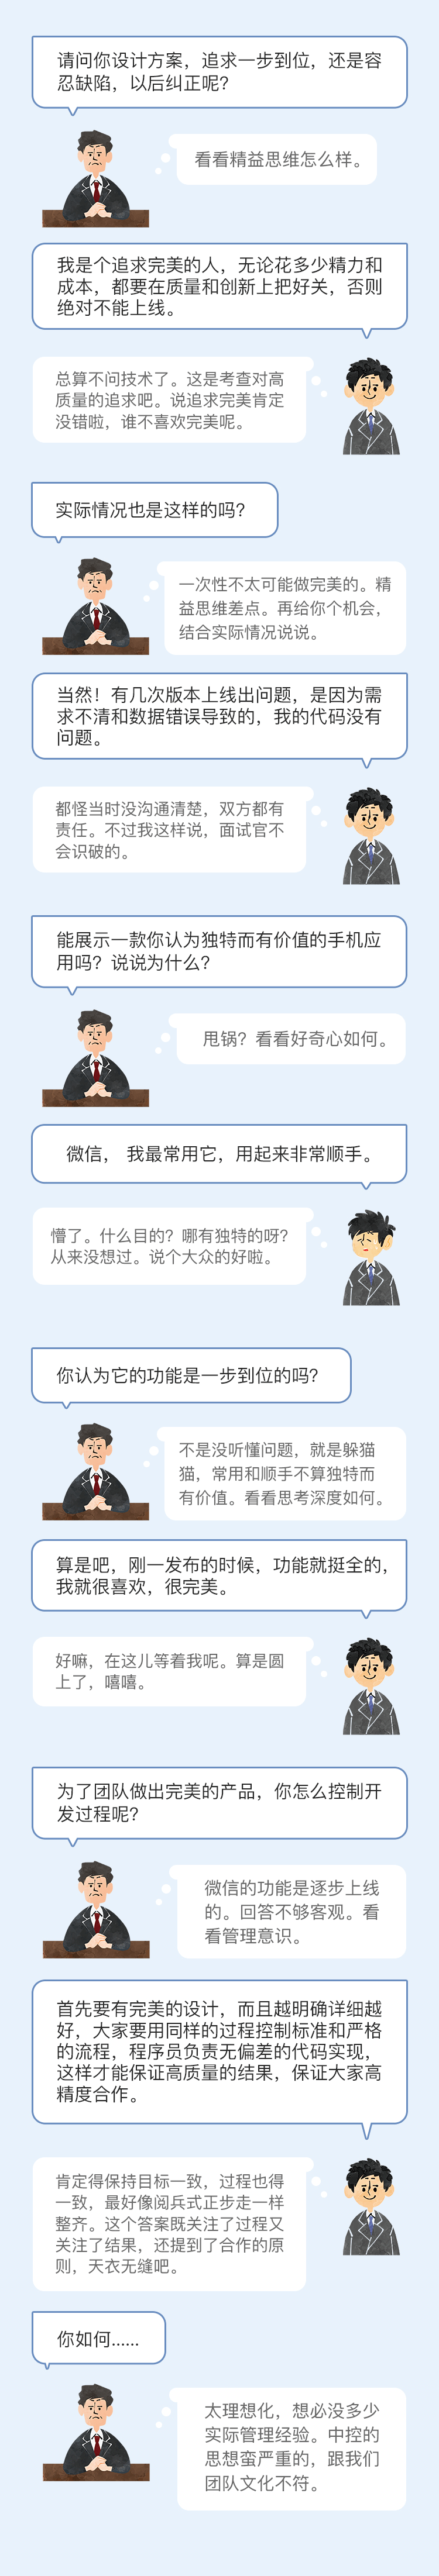 请问你设计方案，追求一步到位，还是容
忍缺陷，以后纠正呢？
看看精益思维怎么样。
我是个追求完美的人，无论花多少精力和
成本，都要在质量和创新上把好关，否则
绝对不能上线。
总算不问技术了。这是考查对高
质量的追求吧。说追求完美肯定
没错啦，谁不喜欢完美呢。
实际情况也是这样的吗？
一次性不太可能做完美的。精
益思维差点。再给你个机会，
结合实际情况说说。
当然！有几次版本上线出问题，是因为需
求不清和数据错误导致的，我的代码没有
问题。
都怪当时没沟通清楚，双方都有
责任。不过我这样说，面试官不
会识破的。
能展示一款你认为独特而有价值的手机应
用吗？说说为什么？
甩锅？看看好奇心如何。
微信， 我最常用它，用起来非常顺手。
懵了。什么目的？哪有独特的呀？
从来没想过。说个大众的好啦。
你认为它的功能是一步到位的吗？
不是没听懂问题，就是躲猫
猫，常用和顺手不算独特而
有价值。看看思考深度如何。
算是吧，刚一发布的时候，功能就挺全的，
我就很喜欢，很完美。
好嘛，在这儿等着我呢。算是圆
上了，嘻嘻。
为了团队做出完美的产品，你怎么控制开
发过程呢？
微信的功能是逐步上线
的。回答不够客观。看
看管理意识。
首先要有完美的设计，而且越明确详细越
好，大家要用同样的过程控制标准和严格
的流程，程序员负责无偏差的代码实现，
这样才能保证高质量的结果，保证大家高
精度合作。
肯定得保持目标一致，过程也得
一致，最好像阅兵式正步走一样
整齐。这个答案既关注了过程又
关注了结果，还提到了合作的原
则，天衣无缝吧。
你如何……
太理想化，想必没多少
实际管理经验。中控的
思想蛮严重的，跟我们
团队文化不符。